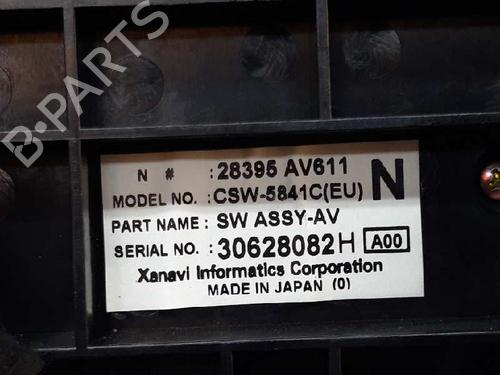 B-PARTS
N # : 28395 AV611
MODEL NO. : CSW-5841C(EU) N
PART NAME : SW ASSY-AV
SERIAL NO. : 30628082H A00
Xanavi Informatics Corporation
MADE IN JAPAN (0)